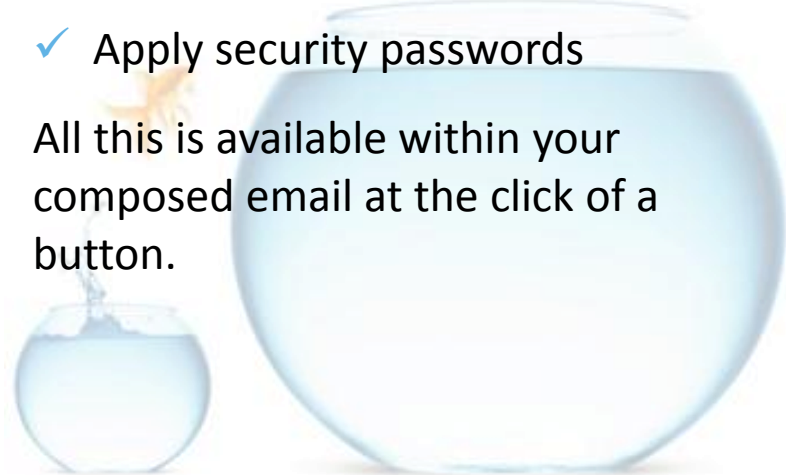 ✓ Apply security passwords
All this is available within your
composed email at the click of a
button.